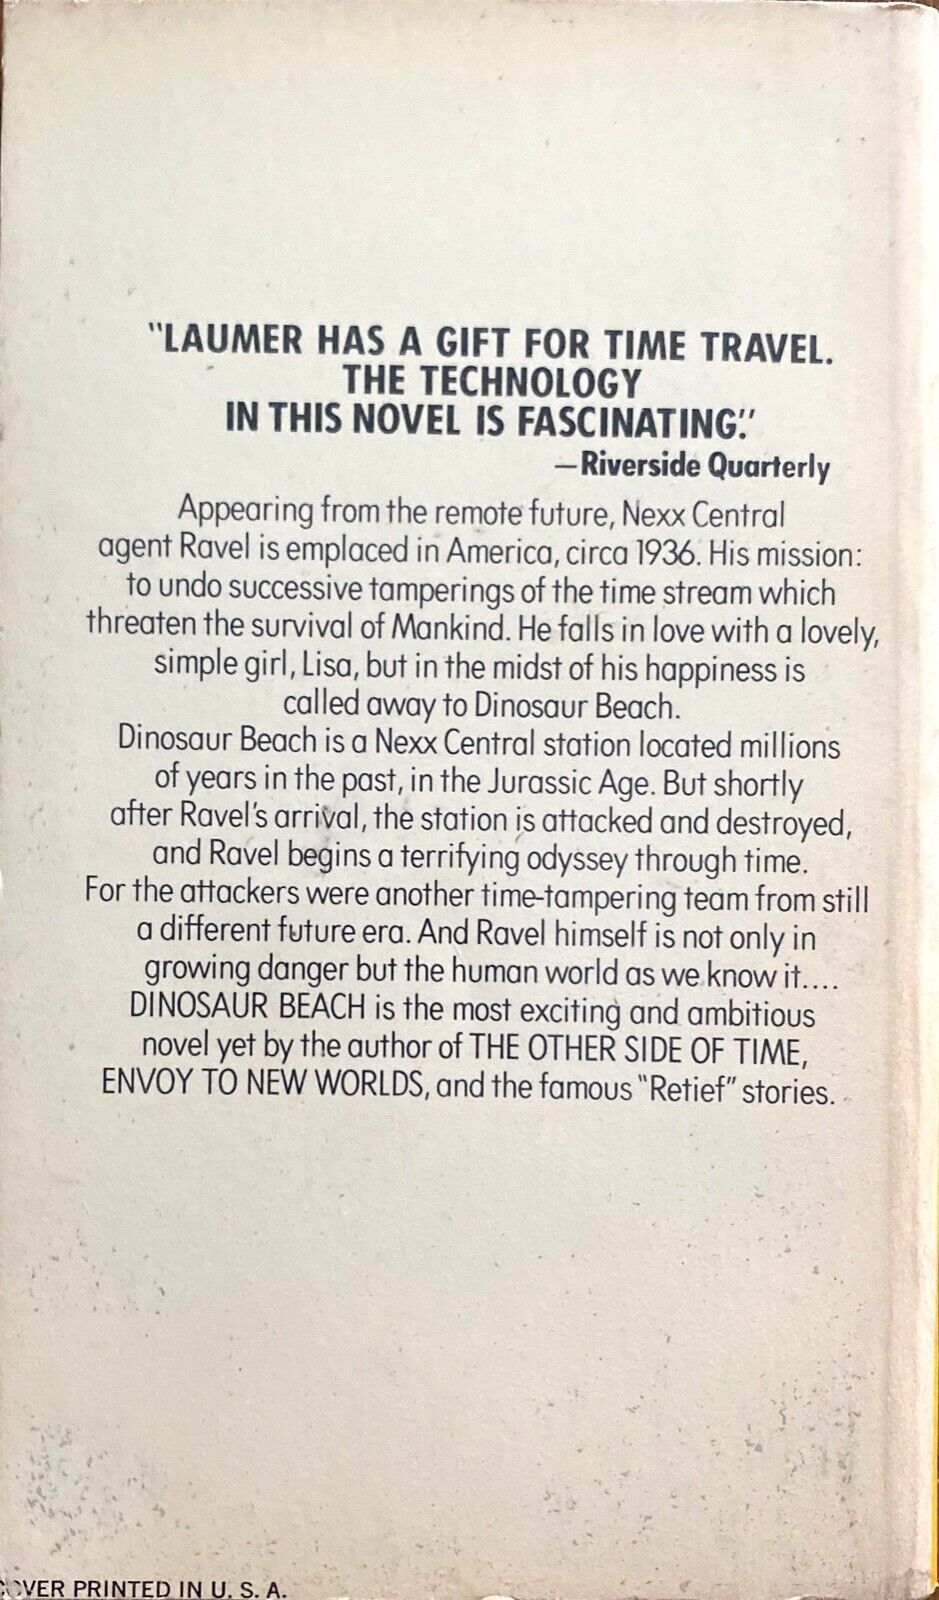 "LAUMER HAS A GIFT FOR TIME TRAVEL.
THE TECHNOLOGY
IN THIS NOVEL IS FASCINATING."
—Riverside Quarterly
Appearing from the remote future, Nexx Central
agent Ravel is emplaced in America, circa 1936. His mission:
to undo successive tamperings of the time stream which
threaten the survival of Mankind. He falls in love with a lovely,
simple girl, Lisa, but in the midst of his happiness is
called away to Dinosaur Beach.
Dinosaur Beach is a Nexx Central station located millions
of years in the past, in the Jurassic Age. But shortly
after Ravel's arrival, the station is attacked and destroyed,
and Ravel begins a terrifying odyssey through time.
For the attackers were another time-tampering team from still
a different future era. And Ravel himself is not only in
growing danger but the human world as we know it....
DINOSAUR BEACH is the most exciting and ambitious
novel yet by the author of THE OTHER SIDE OF TIME,
ENVOY TO NEW WORLDS, and the famous "Retief" stories.
COVER PRINTED IN U. S. A.